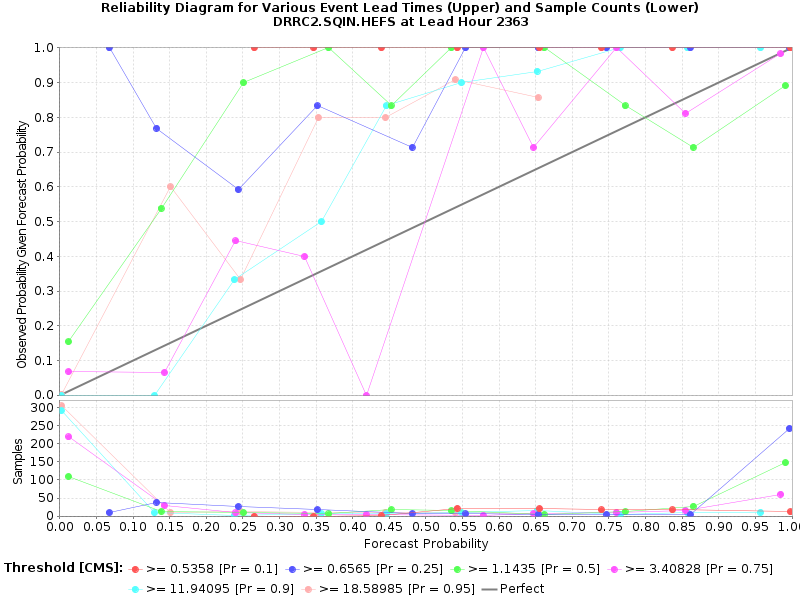 Reliability Diagram for Various Event Lead Times (Upper) and Sample Counts (Lower)
DRRC2.SQIN.HEFS at Lead Hour 2363
Observed Probability Given Forecast Probability
1.0
0.9
0.8
0.7
0.6
0.5
0.4
0.3
0.2
0.1
0.0
Samples
300
250
200
150
100
50
0
0.00 0.05 0.10 0.15 0.20 0.25 0.30 0.35 0.40 0.45 0.50 0.55 0.60 0.65 0.70 0.75 0.80 0.85 0.90 0.95 1.0
Forecast Probability
Threshold [CMS]: >= 0.5358 [Pr = 0.1] >= 0.6565 [Pr = 0.25] >= 1.1435 [Pr = 0.5] >= 3.40828 [Pr = 0.75]
>= 11.94095 [Pr = 0.9] >= 18.58985 [Pr = 0.95] Perfect